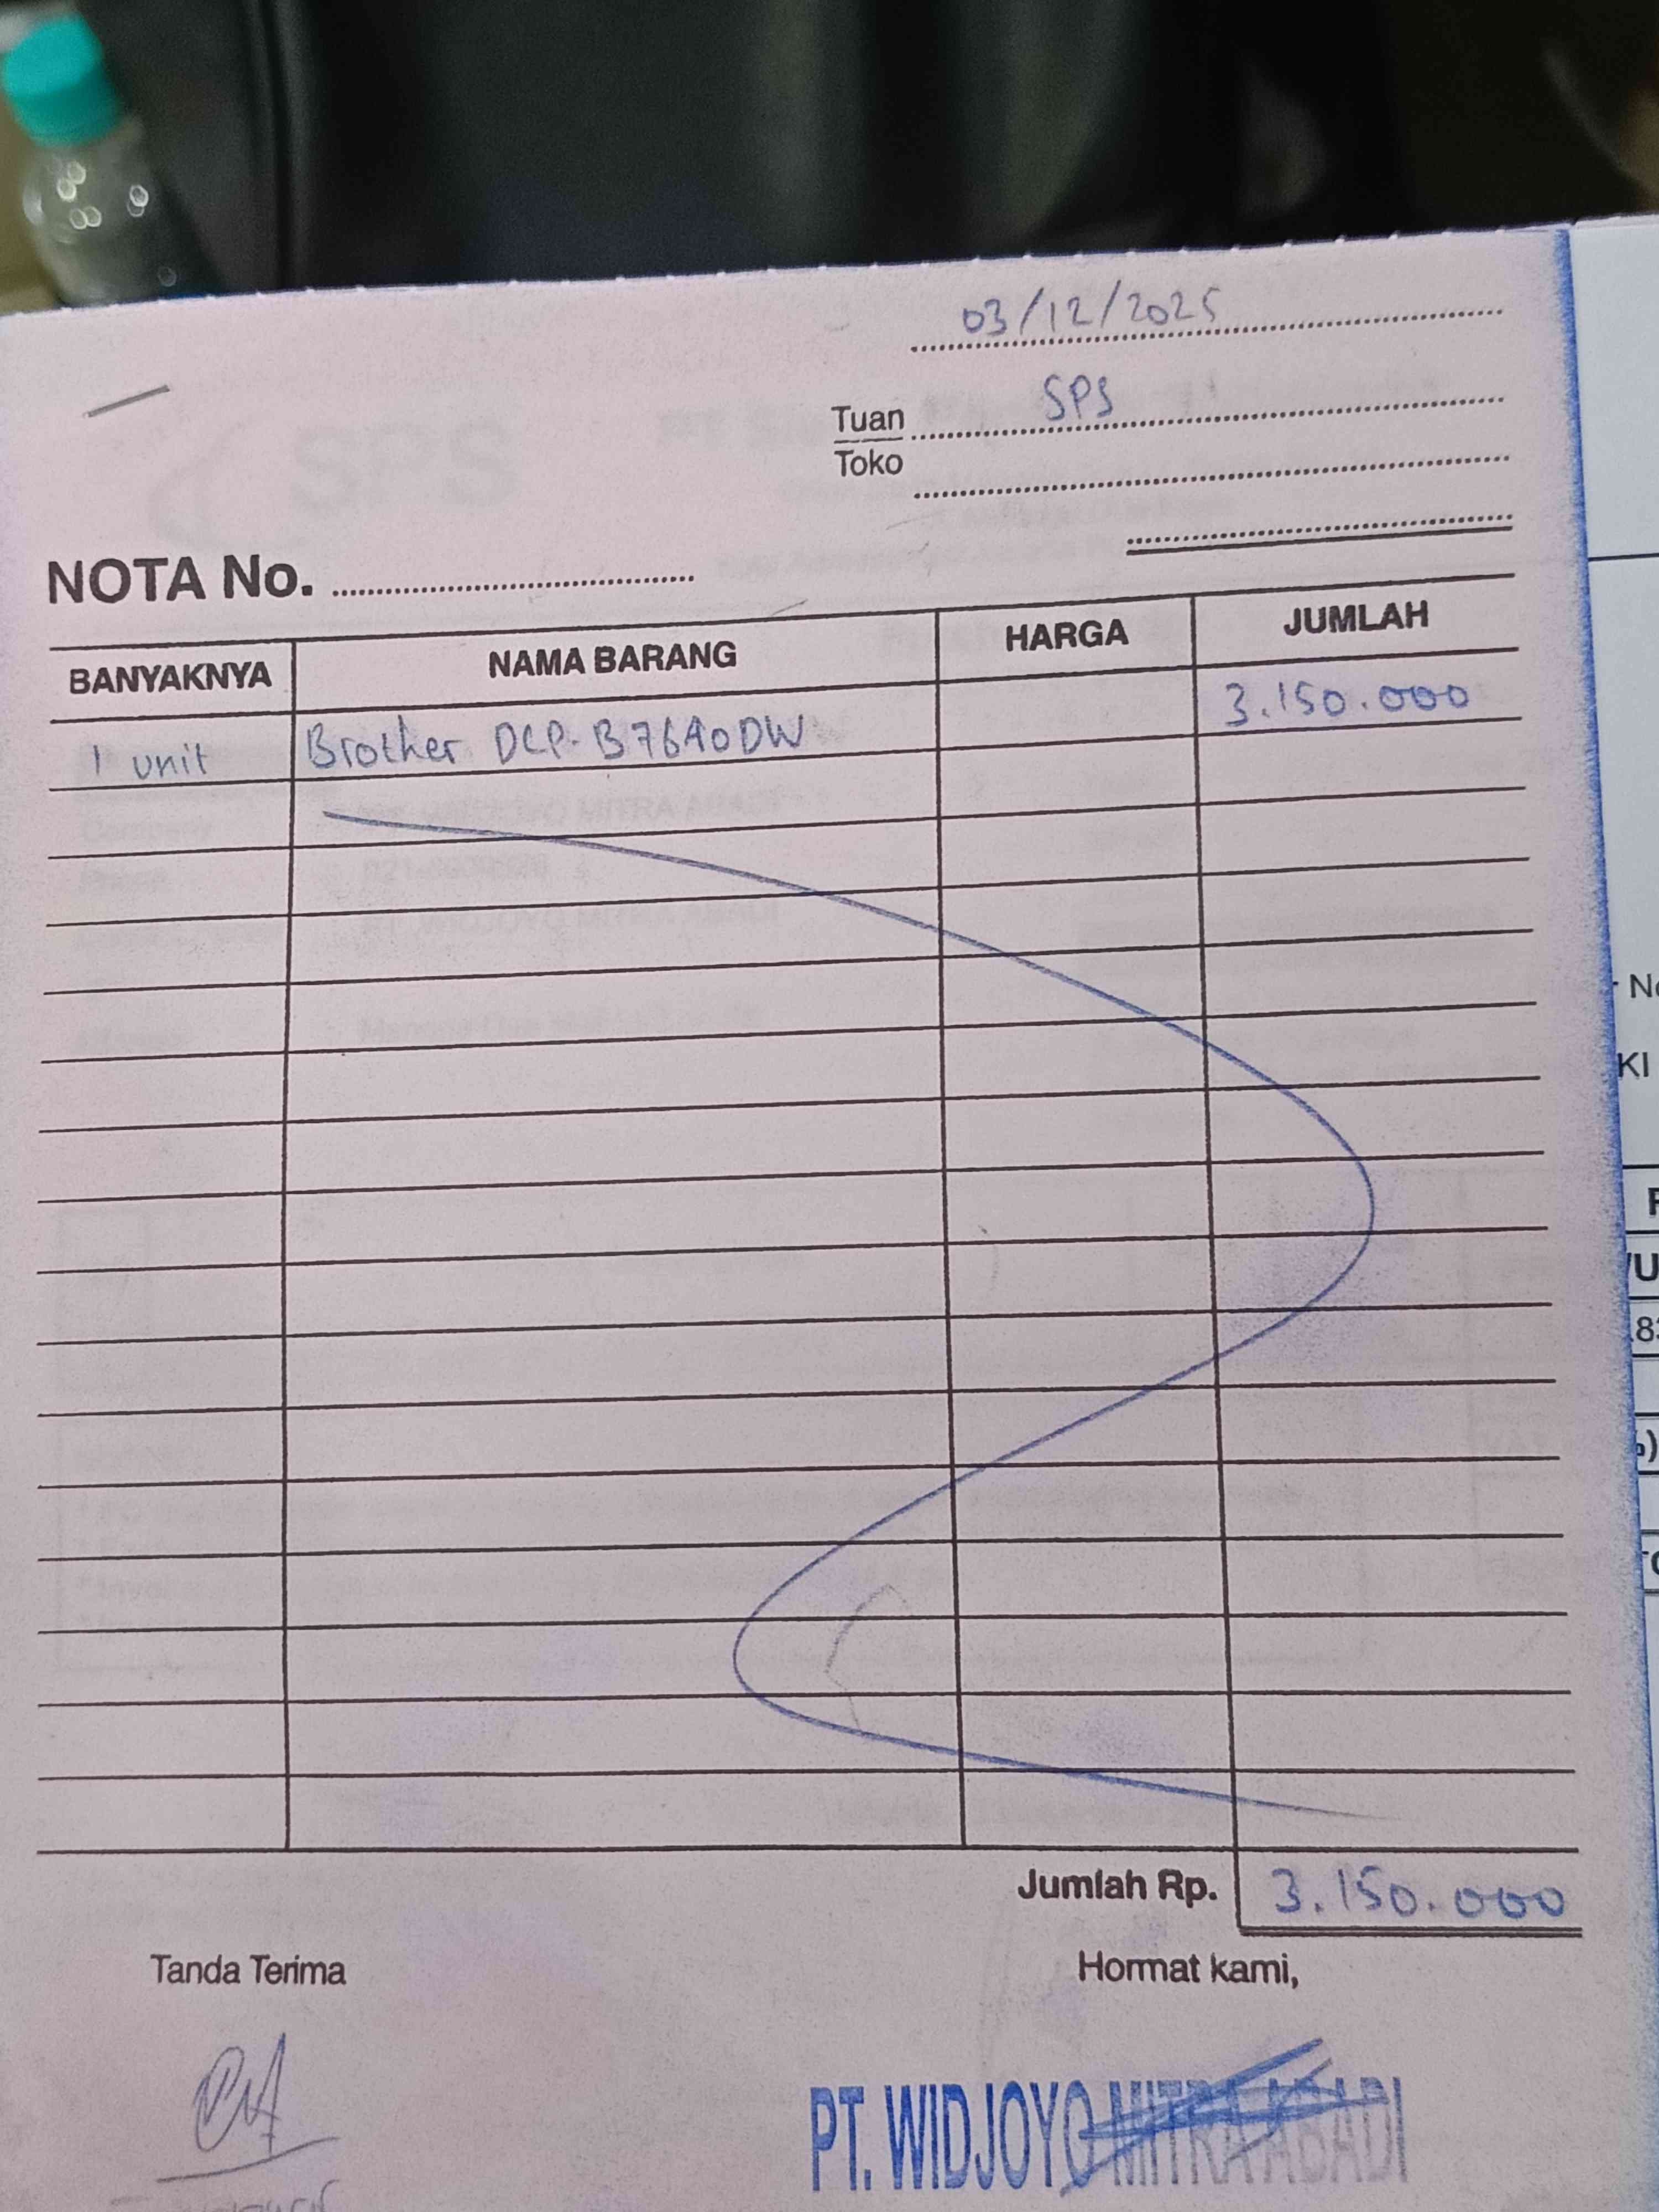 03/12/2025
Tuan SPS
Toko
NOTA No.
BANYAKNYA NAMA BARANG HARGA JUMLAH
1 unit Brother DCP-B7640DW 3.150.000
Jumlah Rp. 3.150.000
Tanda Terima Hormat kami,
PT. WIDJOYO MITRA ABADI